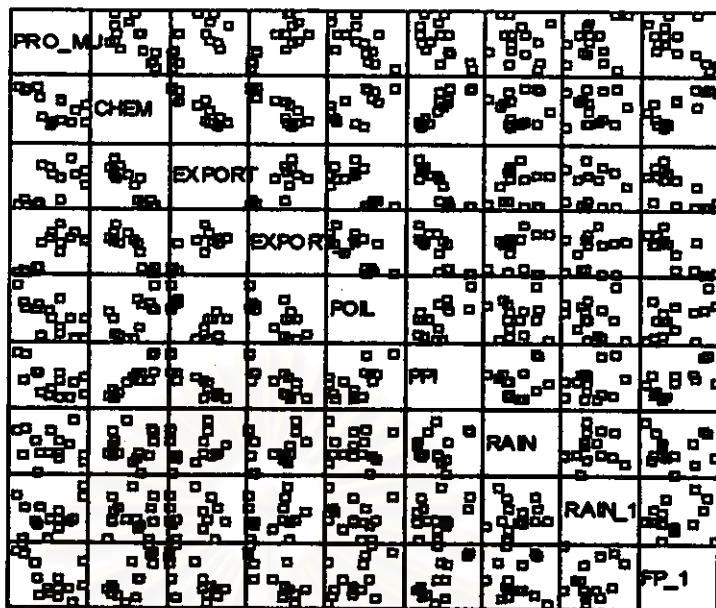 PRO_MU
CHEM
EXPORT
EXPORT
POIL
PPI
RAIN
RAIN_1
FP_1